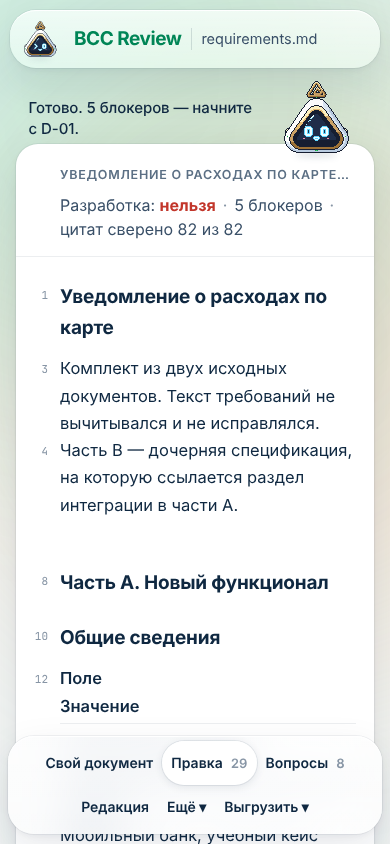 BCC Review requirements.md
Готово. 5 блокеров — начните
с D-01.
УВЕДОМЛЕНИЕ О РАСХОДАХ ПО КАРТЕ…
Разработка: нельзя · 5 блокеров ·
цитат сверено 82 из 82
1 Уведомление о расходах по
карте
3 Комплект из двух исходных
документов. Текст требований не
вычитывался и не исправлялся.
4 Часть B — дочерняя спецификация,
на которую ссылается раздел
интеграции в части A.
8 Часть А. Новый функционал
10 Общие сведения
12 Поле
Значение
Свой документ Правка 29 Вопросы 8
Редакция Ещё ▾ Выгрузить ▾
Мобильный банк, учебный кейс